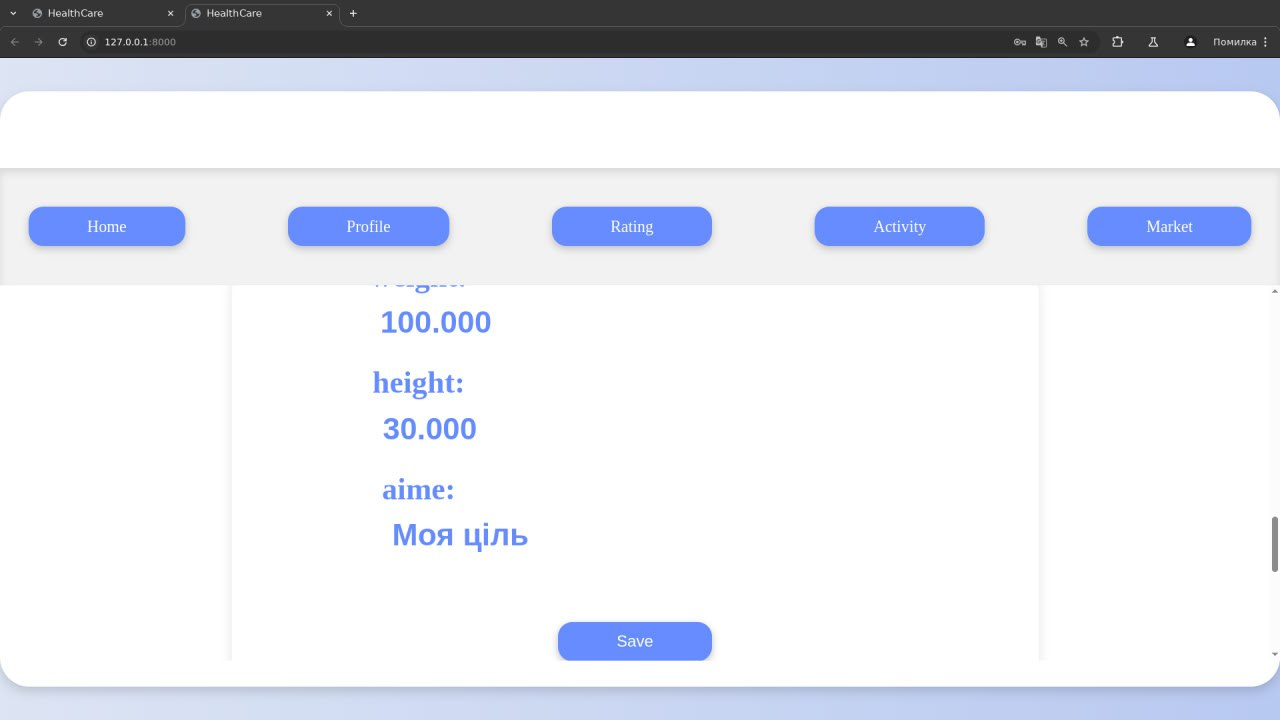 HealthCare
HealthCare
127.0.0.1:8000
Помилка
Home
Profile
Rating
Activity
Market
100.000
height:
30.000
aime:
Моя ціль
Save